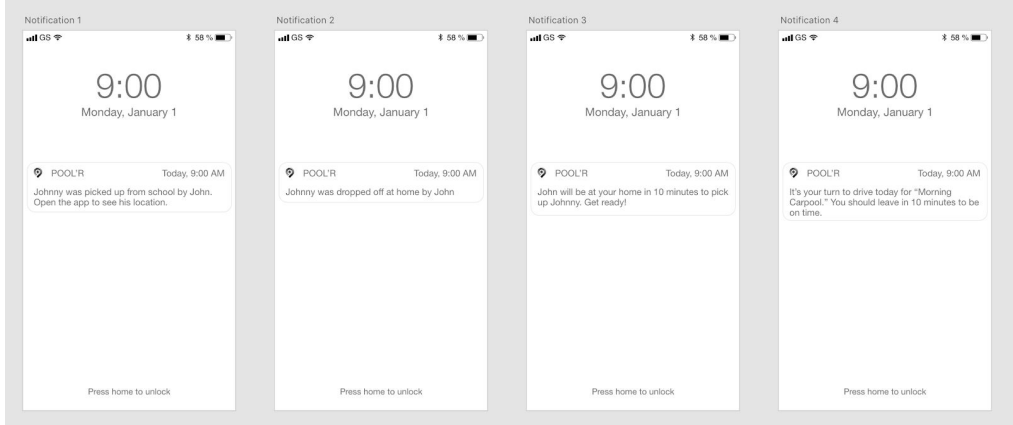 Notification 1
GS 58 %
9:00
Monday, January 1
POOL'R Today, 9:00 AM
Johnny was picked up from school by John.
Open the app to see his location.
Press home to unlock
Notification 2
GS 58 %
9:00
Monday, January 1
POOL'R Today, 9:00 AM
Johnny was dropped off at home by John
Press home to unlock
Notification 3
GS 58 %
9:00
Monday, January 1
POOL'R Today, 9:00 AM
John will be at your home in 10 minutes to pick
up Johnny. Get ready!
Press home to unlock
Notification 4
GS 58 %
9:00
Monday, January 1
POOL'R Today, 9:00 AM
It's your turn to drive today for “Morning
Carpool.” You should leave in 10 minutes to be
on time.
Press home to unlock